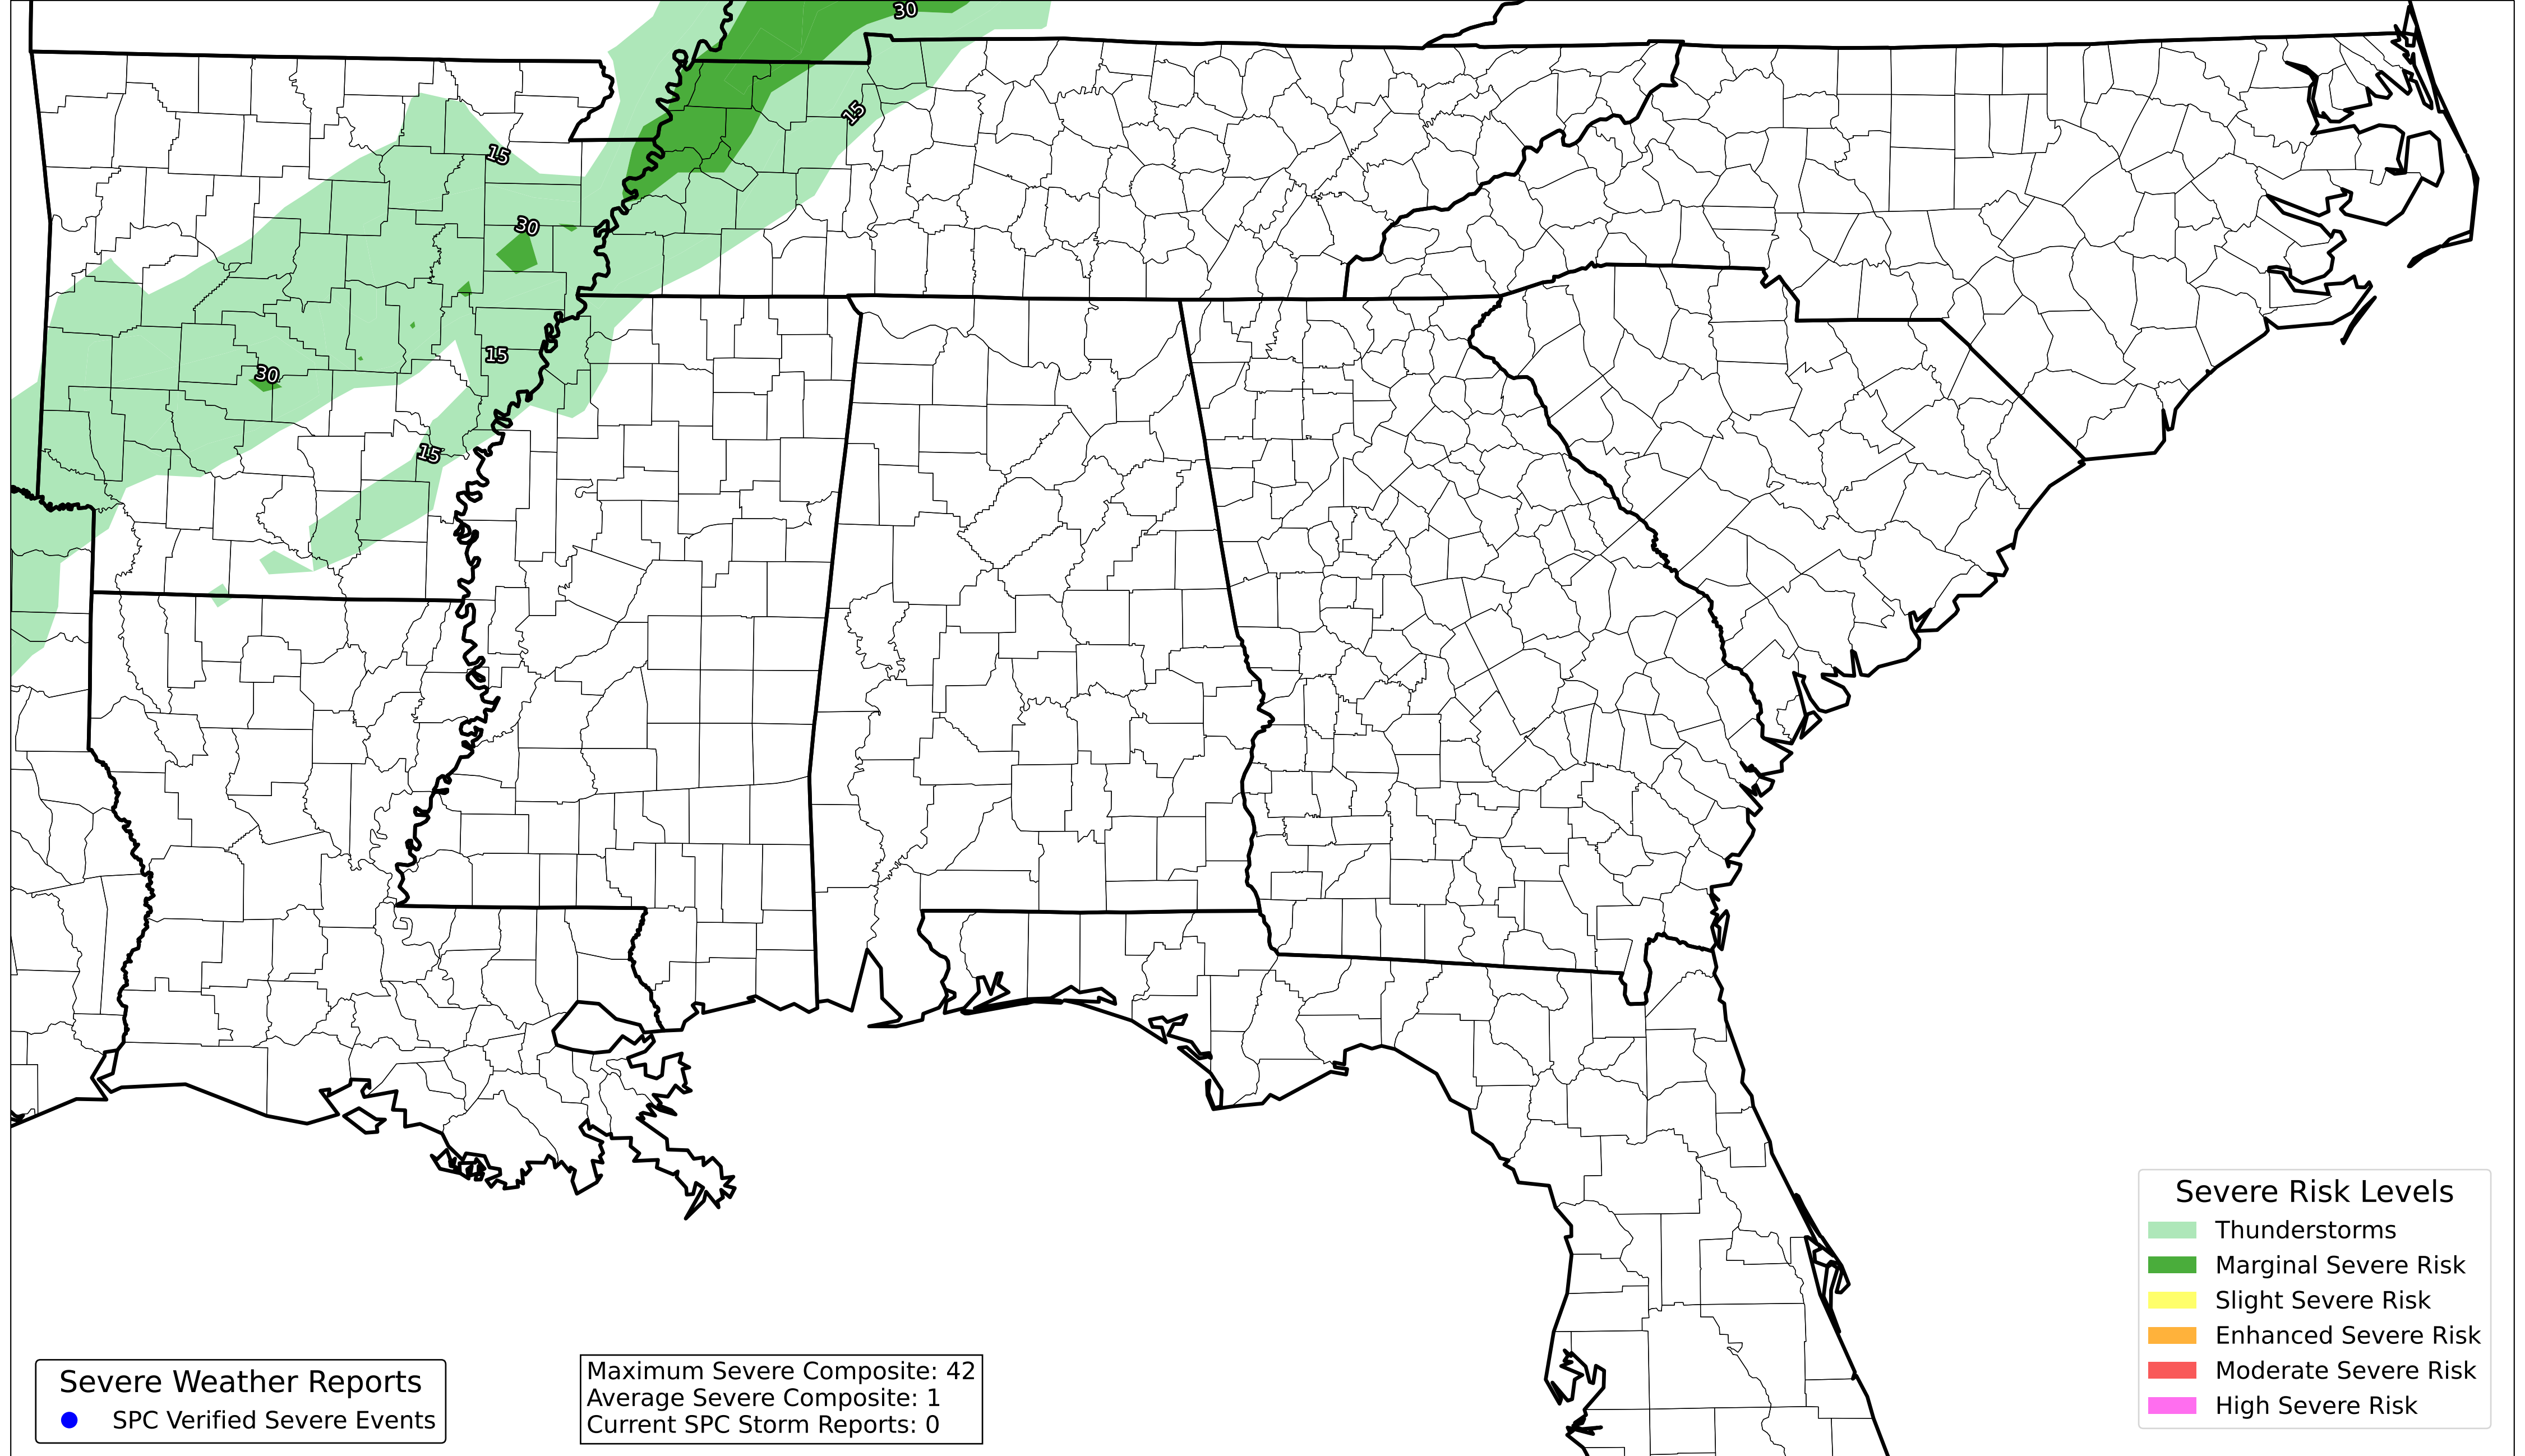 30
15
15
30
15
30
15
Severe Risk Levels
Thunderstorms
Marginal Severe Risk
Slight Severe Risk
Enhanced Severe Risk
Moderate Severe Risk
High Severe Risk
Severe Weather Reports
SPC Verified Severe Events
Maximum Severe Composite: 42
Average Severe Composite: 1
Current SPC Storm Reports: 0